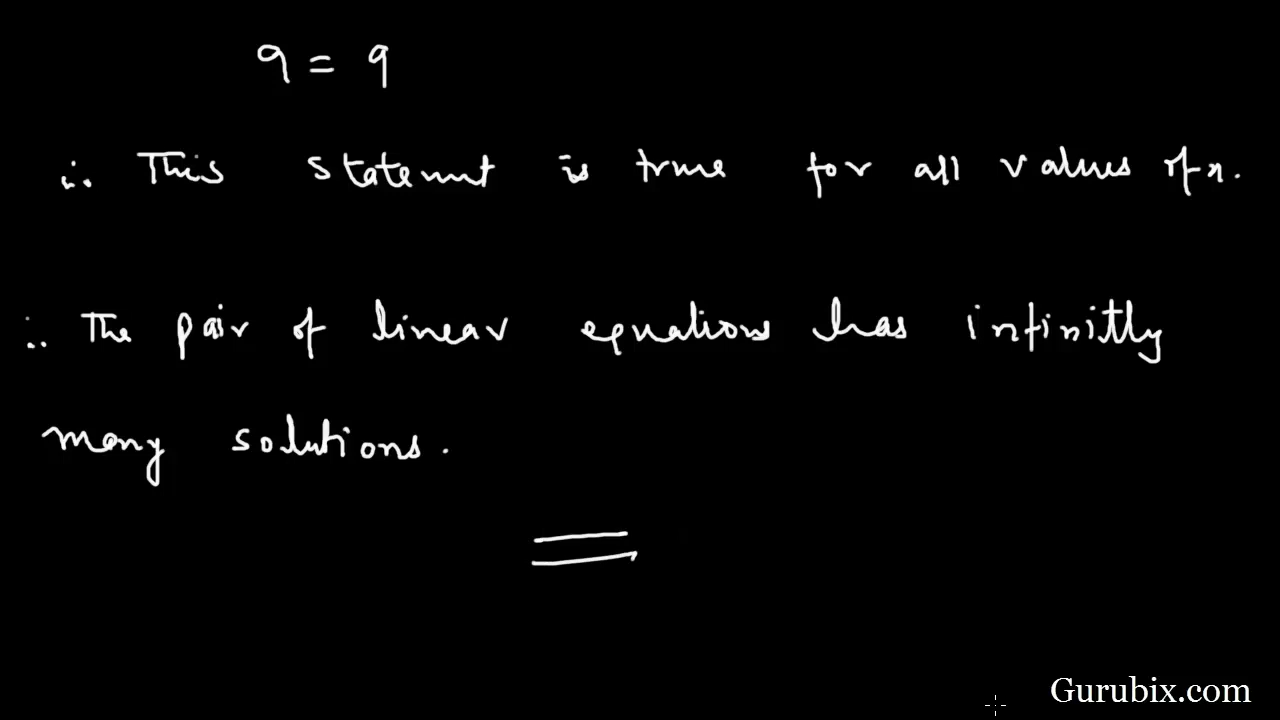 9 = 9
∴ This statemnt is true for all values of x.
∴ The pair of linear equations has infinitly
many solutions.
Gurubix.com